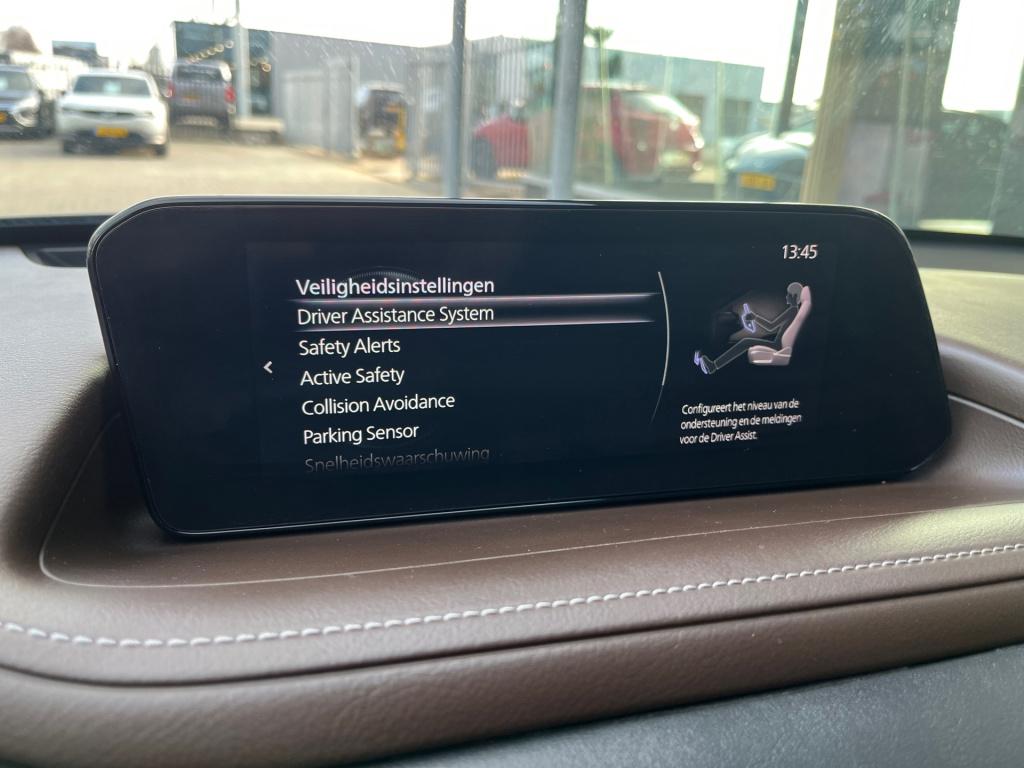 13:45
Veiligheidsinstellingen
Driver Assistance System
Safety Alerts
Active Safety
Collision Avoidance
Parking Sensor
Snelheidswaarschuwing
Configureert het niveau van de
ondersteuning en de meldingen
voor de Driver Assist.